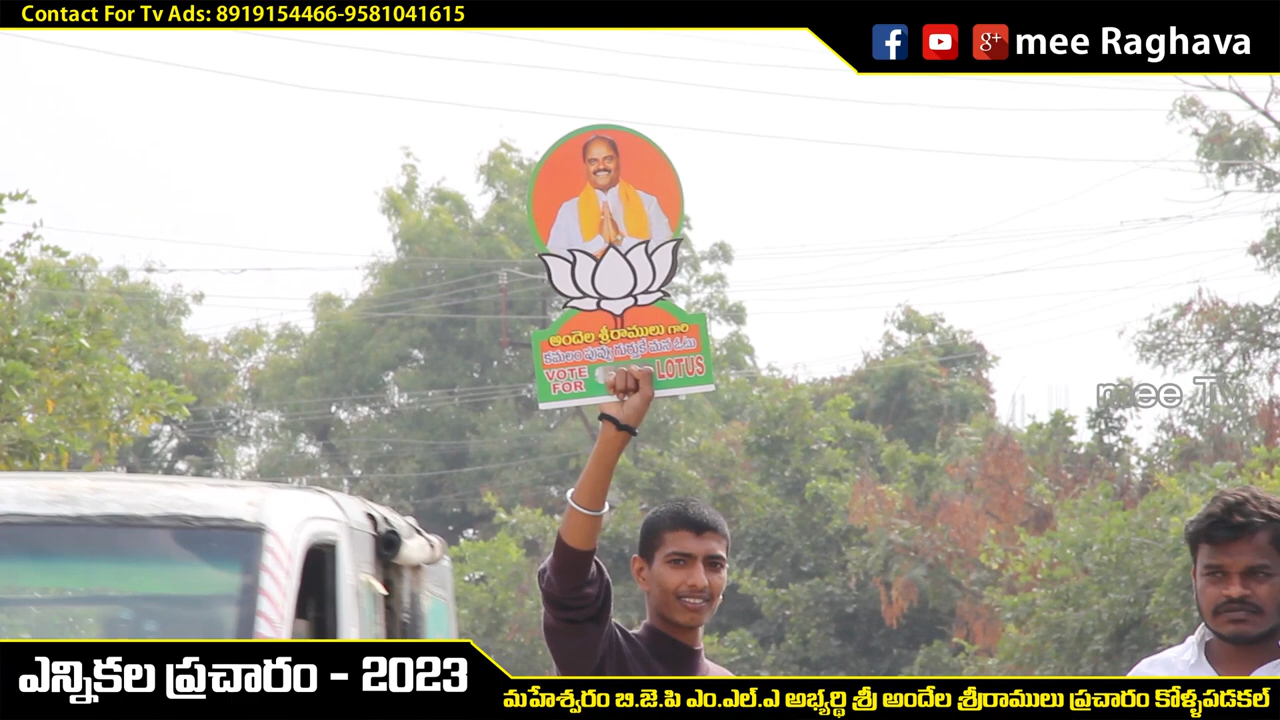 Contact For Tv Ads: 8919154466-9581041615
mee Raghava
అందెల శ్రీరాములు గారి
కమలం పువ్వు గుర్తుకే మన ఓటు
VOTE FOR LOTUS
mee Tv
ఎన్నికల ప్రచారం - 2023
మహేశ్వరం బి.జె.పి ఎం.ఎల్.ఎ అభ్యర్థి శ్రీ అందేల శ్రీరాములు ప్రచారం కోళ్ళపడకల్